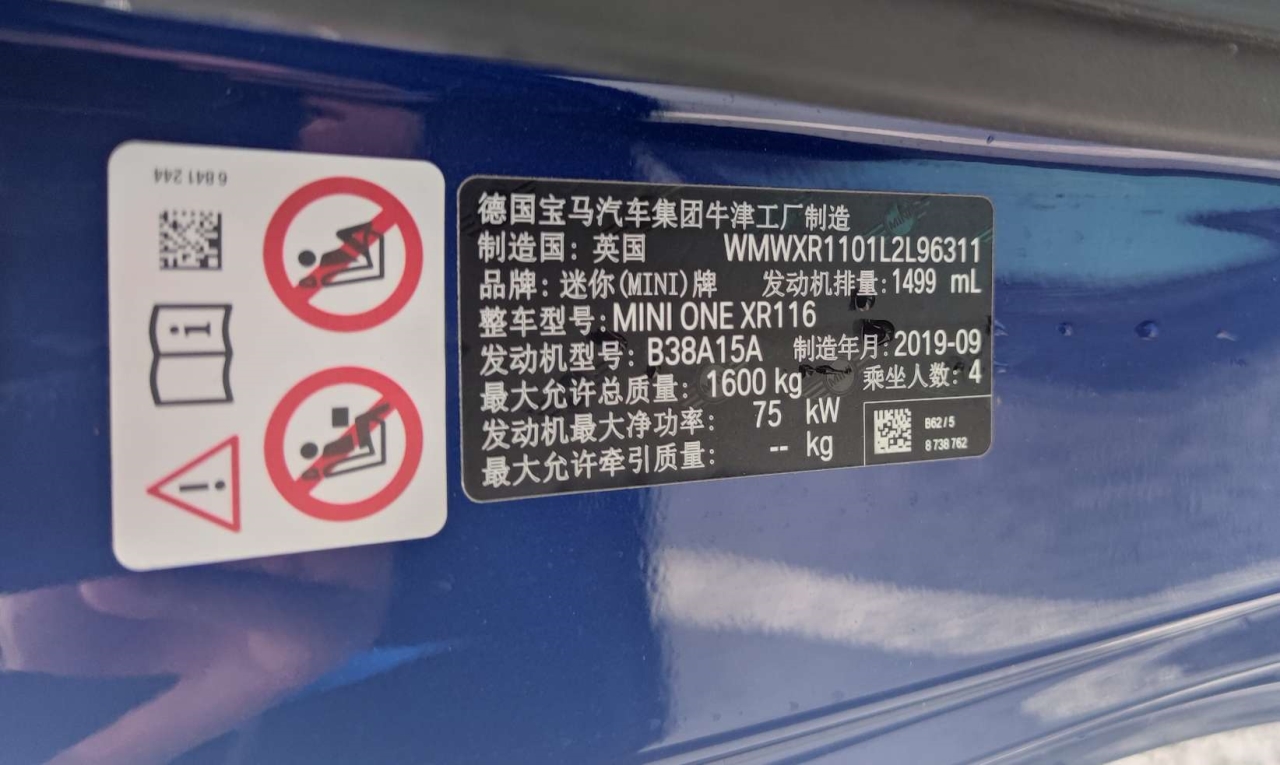 6 841 244
德国宝马汽车集团牛津工厂制造
制造国：英国 WMWXR1101L2L96311
品牌：迷你(MINI)牌 发动机排量:1499 mL
整车型号:MINI ONE XR116
发动机型号: B38A15A 制造年月:2019-09
最大允许总质量: 1600 kg 乘坐人数: 4
发动机最大净功率: 75 kW
最大允许牵引质量: -- kg
B62/5
8 738 762